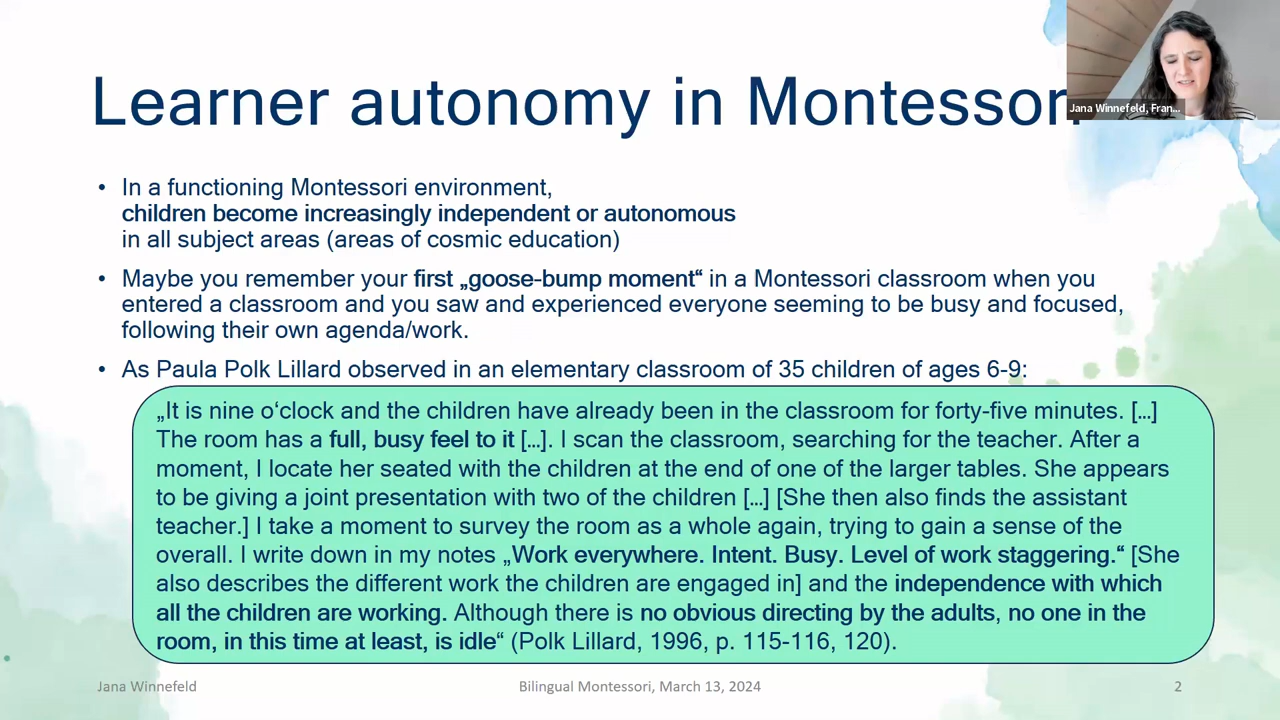 Learner autonomy in Montessori
Jana Winnefeld, Fran...
• In a functioning Montessori environment,
children become increasingly independent or autonomous
in all subject areas (areas of cosmic education)
• Maybe you remember your first „goose-bump moment“ in a Montessori classroom when you
entered a classroom and you saw and experienced everyone seeming to be busy and focused,
following their own agenda/work.
• As Paula Polk Lillard observed in an elementary classroom of 35 children of ages 6-9:
„It is nine o‘clock and the children have already been in the classroom for forty-five minutes. […]
The room has a full, busy feel to it […]. I scan the classroom, searching for the teacher. After a
moment, I locate her seated with the children at the end of one of the larger tables. She appears
to be giving a joint presentation with two of the children […] [She then also finds the assistant
teacher.] I take a moment to survey the room as a whole again, trying to gain a sense of the
overall. I write down in my notes „Work everywhere. Intent. Busy. Level of work staggering.“ [She
also describes the different work the children are engaged in] and the independence with which
all the children are working. Although there is no obvious directing by the adults, no one in the
room, in this time at least, is idle“ (Polk Lillard, 1996, p. 115-116, 120).
Jana Winnefeld
Bilingual Montessori, March 13, 2024
2